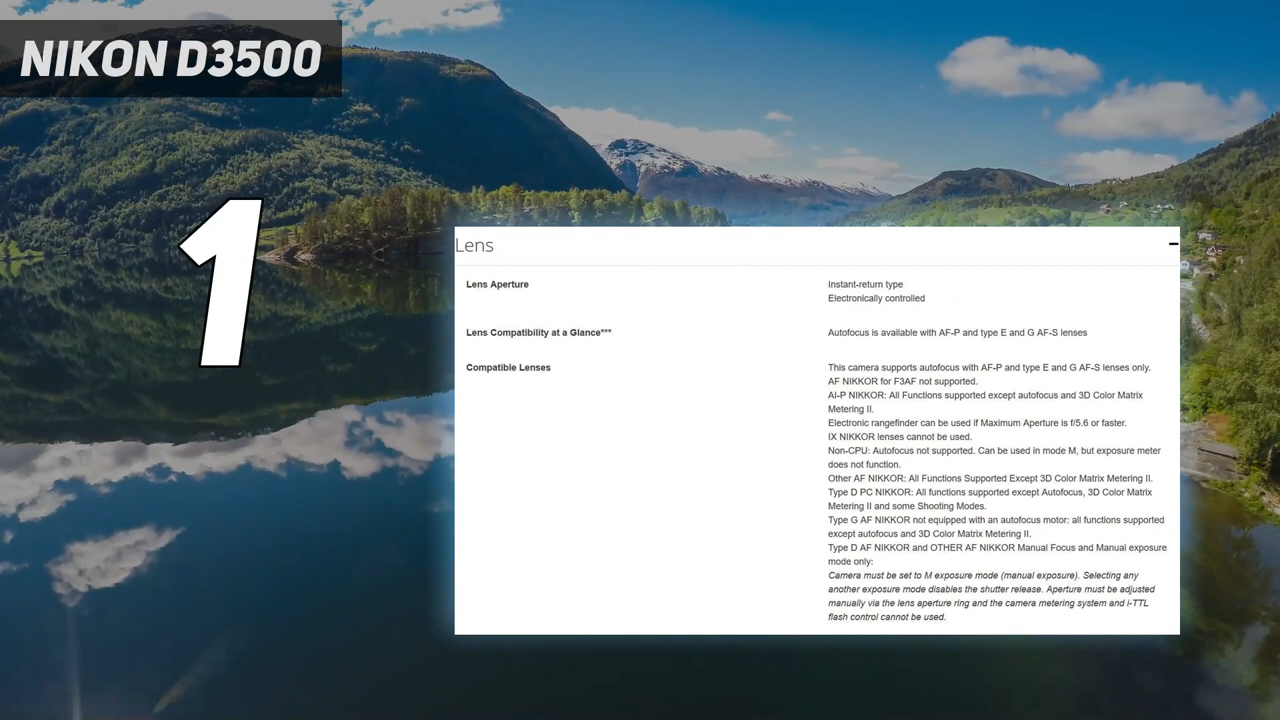 NIKON D3500
1
Lens
Lens Aperture
Instant-return type
Electronically controlled
Lens Compatibility at a Glance***
Autofocus is available with AF-P and type E and G AF-S lenses
Compatible Lenses
This camera supports autofocus with AF-P and type E and G AF-S lenses only.
AF NIKKOR for F3AF not supported.
AI-P NIKKOR: All Functions supported except autofocus and 3D Color Matrix
Metering II.
Electronic rangefinder can be used if Maximum Aperture is f/5.6 or faster.
IX NIKKOR lenses cannot be used.
Non-CPU: Autofocus not supported. Can be used in mode M, but exposure meter
does not function.
Other AF NIKKOR: All Functions Supported Except 3D Color Matrix Metering II.
Type D PC NIKKOR: All functions supported except Autofocus, 3D Color Matrix
Metering II and some Shooting Modes.
Type G AF NIKKOR not equipped with an autofocus motor: all functions supported
except autofocus and 3D Color Matrix Metering II.
Type D AF NIKKOR and OTHER AF NIKKOR Manual Focus and Manual exposure
mode only:
Camera must be set to M exposure mode (manual exposure). Selecting any
another exposure mode disables the shutter release. Aperture must be adjusted
manually via the lens aperture ring and the camera metering system and i-TTL
flash control cannot be used.